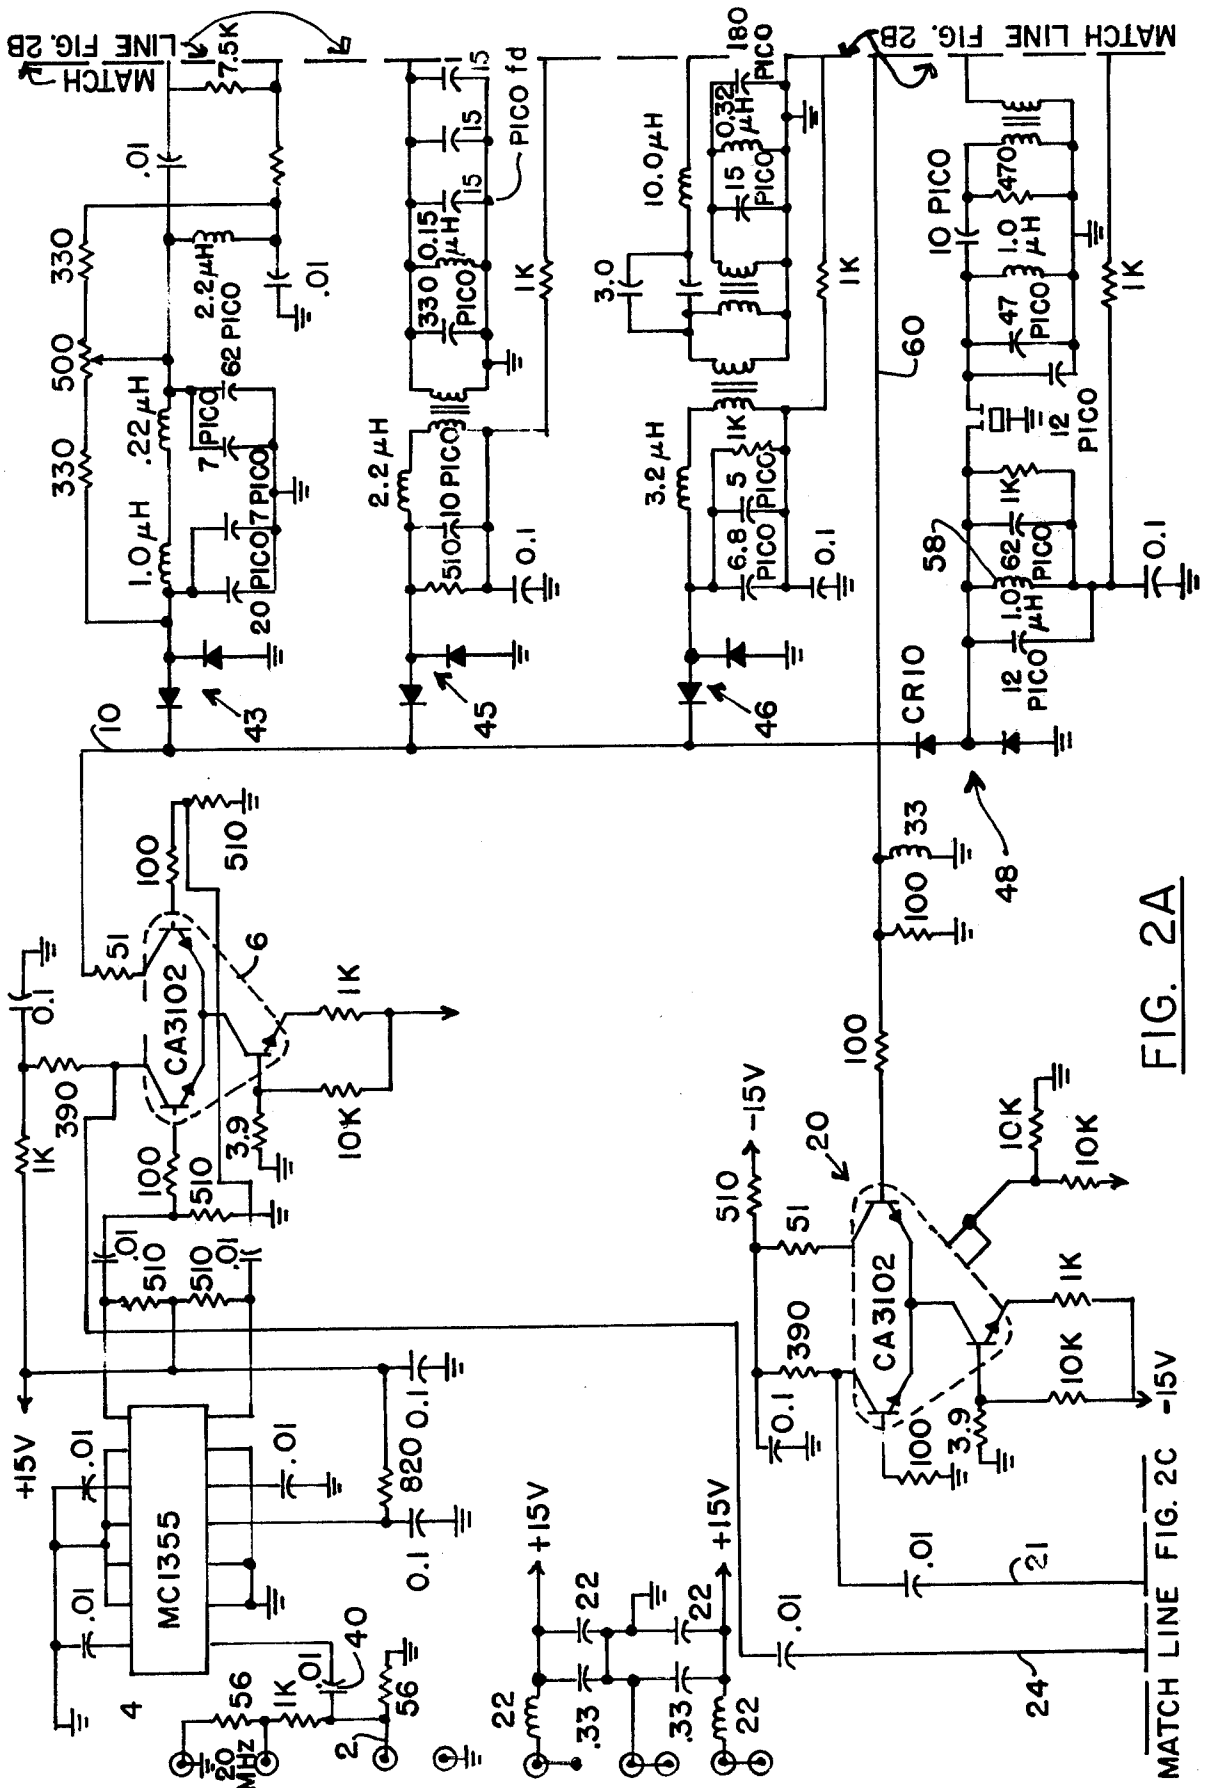 MATCH
LINE FIG. 2B
7.5K
.01
330
500
330
2.2µH
.01
62 PICO
.22µH
7 PICO
1.0µH
7 PICO
20 PICO
43
10
15
15
15
PICO fd
0.15
µH
330
PICO
1K
2.2µH
10 PICO
510
0.1
45
180
PICO
0.32
µH
10.0µH
15
PICO
3.0
1K
3.2µH
1K
5
PICO
6.8
PICO
0.1
46
MATCH LINE FIG. 2B
60
10 PICO
470
1.0
µH
47
PICO
1K
12
PICO
1K
62
PICO
58
1.0
µH
12
PICO
0.1
CR10
48
33
100
100
51
100
510
6
CA3102
1K
10K
3.9
0.1
390
1K
100
510
.01
510
510
.01
+15V
0.1
820
0.1
.01
.01
.01
MC1355
4
.01
40
56
1K
56
2
20
MHz
-15V
510
51
390
0.1
CA3102
20
10K
10K
1K
10K
3.9
100
-15V
.01
21
.01
24
+15V
22
22
.33
.33
22
22
+15V
MATCH LINE FIG. 2C
FIG. 2A